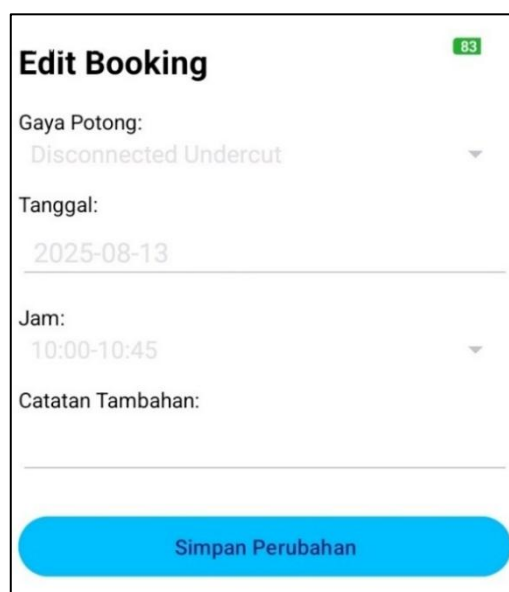 83
Edit Booking
Gaya Potong:
Disconnected Undercut
Tanggal:
2025-08-13
Jam:
10:00-10:45
Catatan Tambahan:
Simpan Perubahan